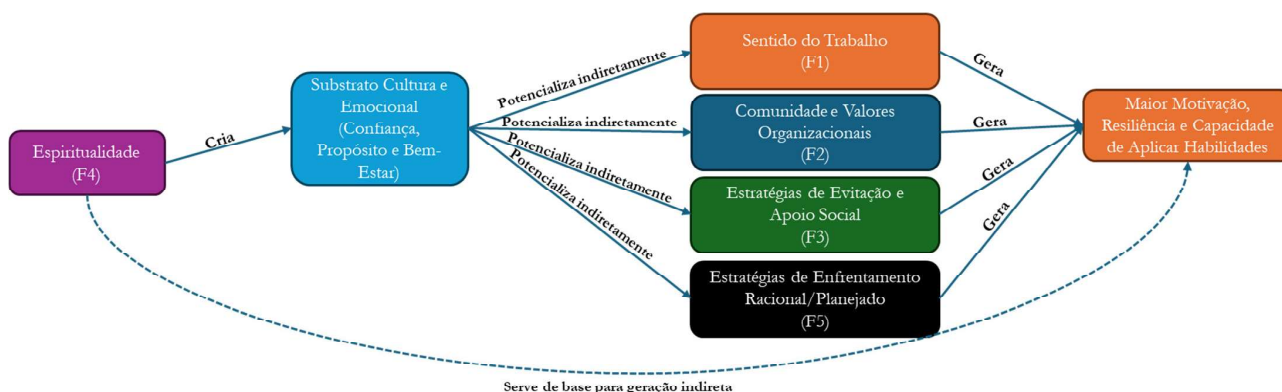 Espiritualidade
(F4)
Cria
Substrato Cultura e
Emocional
(Confiança,
Propósito e Bem-
Estar)
Potencializa indiretamente
Potencializa indiretamente
Potencializa indiretamente
Potencializa indiretamente
Sentido do Trabalho
(F1)
Comunidade e Valores
Organizacionais
(F2)
Estratégias de Evitação e
Apoio Social
(F3)
Estratégias de Enfrentamento
Racional/Planejado
(F5)
Gera
Gera
Gera
Gera
Maior Motivação,
Resiliência e Capacidade
de Aplicar Habilidades
Serve de base para geração indireta